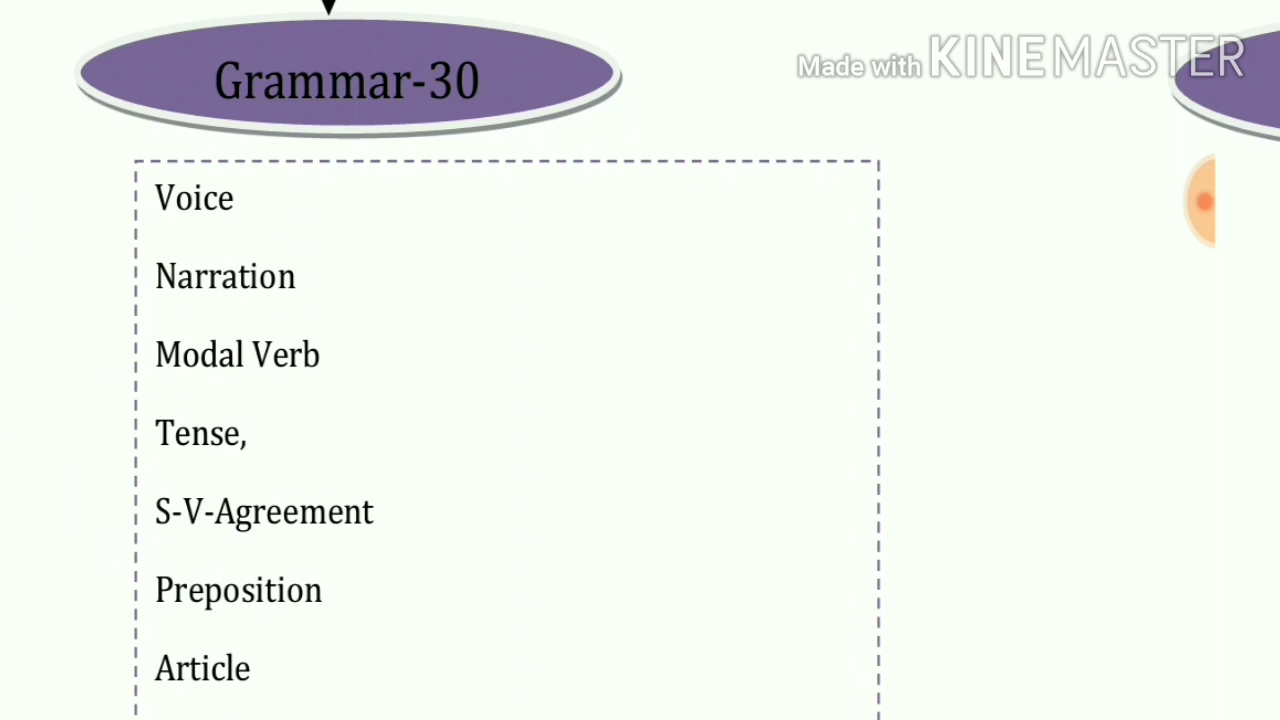 Grammar-30
Made with KINEMASTER
Voice
Narration
Modal Verb
Tense,
S-V-Agreement
Preposition
Article